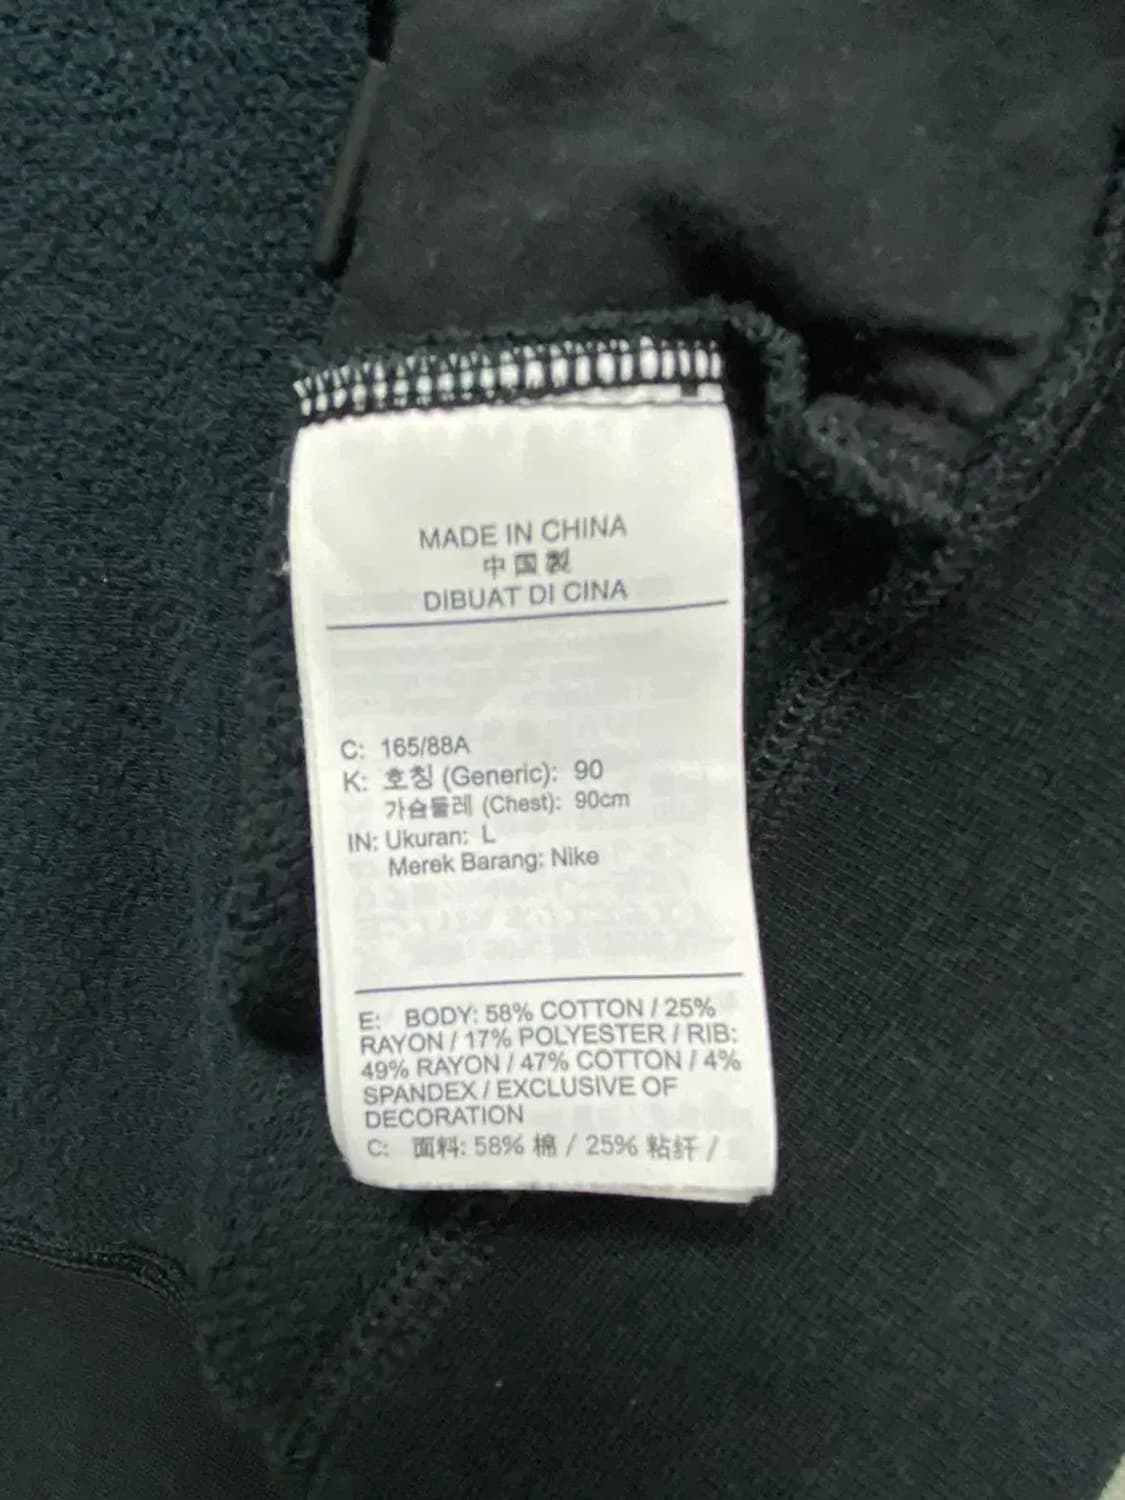 MADE IN CHINA
中国製
DIBUAT DI CINA
C: 165/88A
K: 호칭 (Generic): 90
가슴둘레 (Chest): 90cm
IN: Ukuran: L
Merek Barang: Nike
E: BODY: 58% COTTON / 25%
RAYON / 17% POLYESTER / RIB:
49% RAYON / 47% COTTON / 4%
SPANDEX / EXCLUSIVE OF
DECORATION
C: 面料: 58% 棉 / 25% 粘纤 /